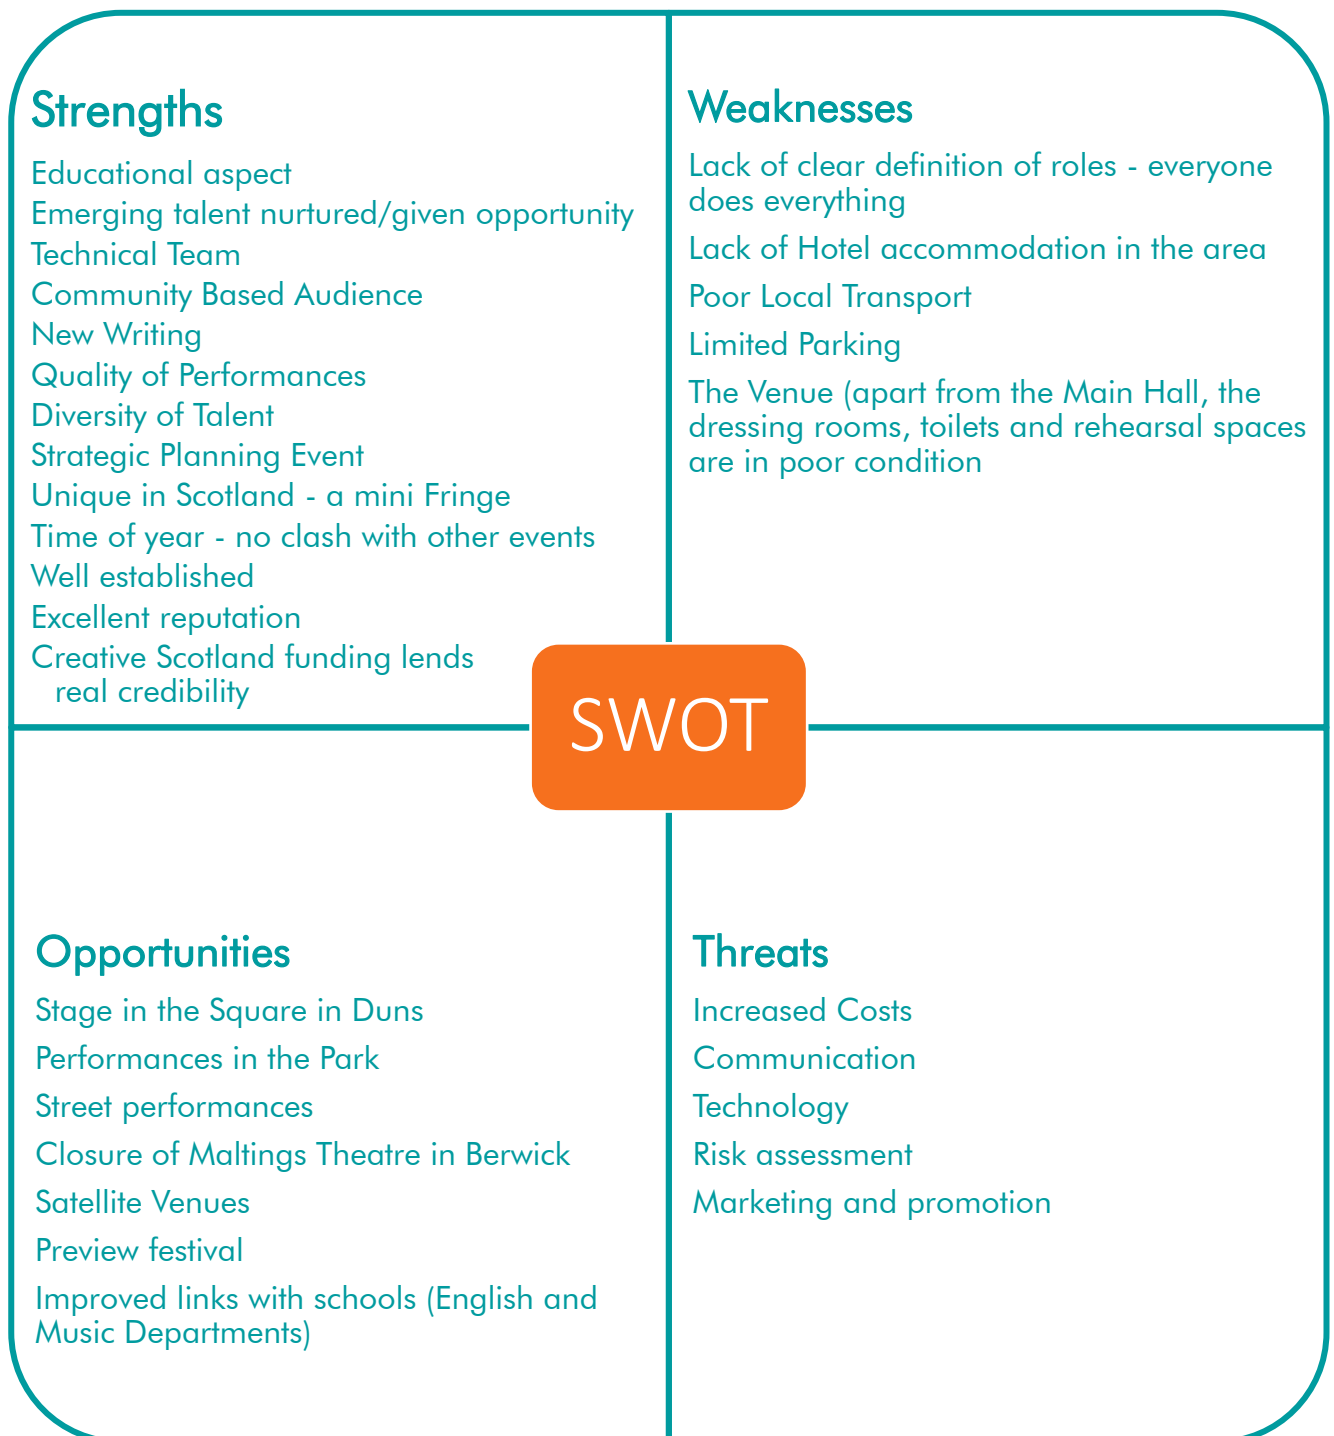 Strengths
Educational aspect
Emerging talent nurtured/given opportunity
Technical Team
Community Based Audience
New Writing
Quality of Performances
Diversity of Talent
Strategic Planning Event
Unique in Scotland - a mini Fringe
Time of year - no clash with other events
Well established
Excellent reputation
Creative Scotland funding lends
real credibility
Weaknesses
Lack of clear definition of roles - everyone
does everything
Lack of Hotel accommodation in the area
Poor Local Transport
Limited Parking
The Venue (apart from the Main Hall, the
dressing rooms, toilets and rehearsal spaces
are in poor condition
SWOT
Opportunities
Stage in the Square in Duns
Performances in the Park
Street performances
Closure of Maltings Theatre in Berwick
Satellite Venues
Preview festival
Improved links with schools (English and
Music Departments)
Threats
Increased Costs
Communication
Technology
Risk assessment
Marketing and promotion